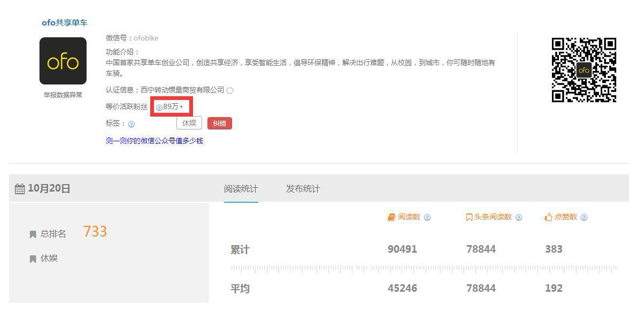 ofo共享单车
微信号：ofobike
功能介绍：
中国首家共享单车创业公司，创造共享经济，享受智能生活，倡导环保精神，解决出行难题，从校园，到城市，你可随时随地有
车骑。
ofo
举报数据异常
认证信息：西宁转动惯量商贸有限公司
等价活跃粉丝 89万+
标签： 休娱 纠错
测一测你的微信公众号值多少钱
ofo
10月20日 阅读统计 发布统计
总排名 733
休娱
阅读数 头条阅读数 点赞数
累计 90491 78844 383
平均 45246 78844 192